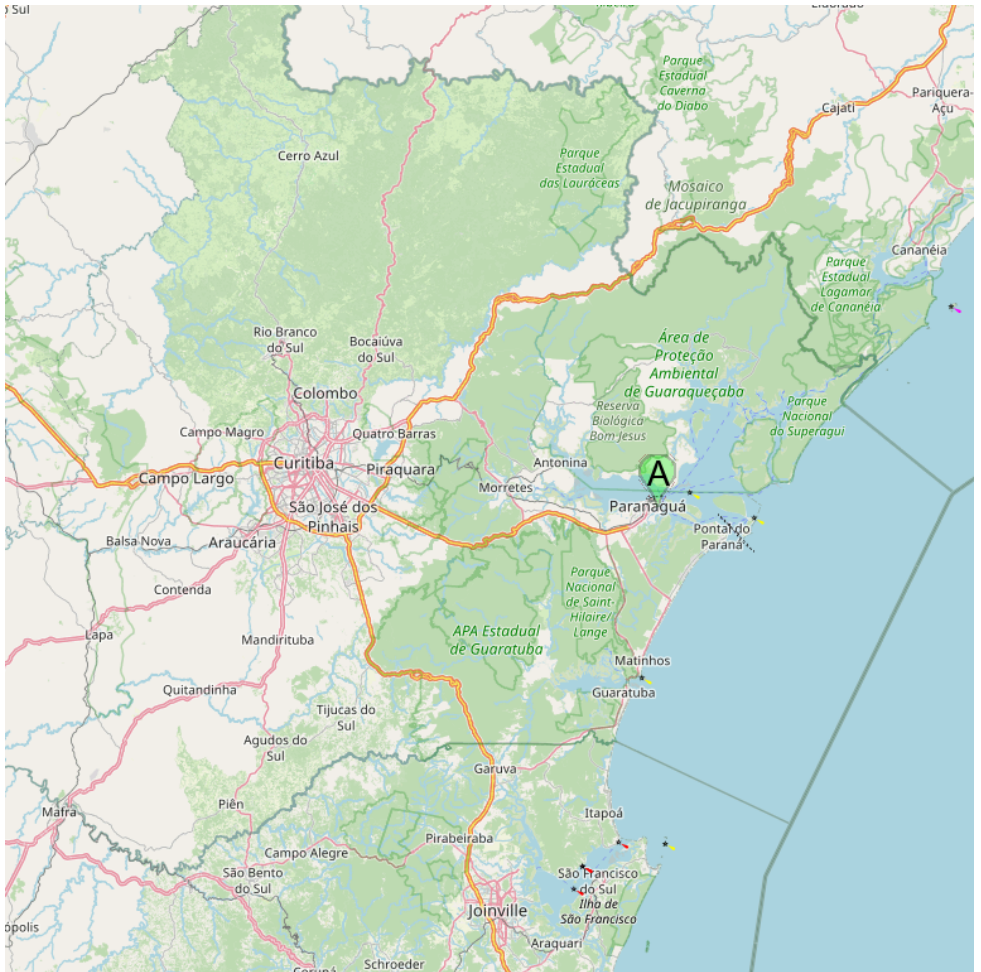 o Sul
Parque
Estadual
Caverna
do Diabo
Pariquera-
Açu
Cajati
Cerro Azul
Parque
Estadual
das Lauráceas
Mosaico
de Jacupiranga
Cananéia
Parque
Estadual
Lagamar
de Cananéia
Rio Branco
do Sul
Bocaiúva
do Sul
Área de
Proteção
Ambiental
de Guaraqueçaba
Colombo
Reserva
Biológica
Bom Jesus
Parque
Nacional
do Superagui
Campo Magro
Quatro Barras
Curitiba
Piraquara
Antonina
A
Campo Largo
Morretes
Paranaguá
São José dos
Pinhais
Pontal do
Paraná
Balsa Nova
Araucária
Contenda
Parque
Nacional
de Saint-
Hilaire/
Lange
Lapa
Mandirituba
APA Estadual
de Guaratuba
Matinhos
Quitandinha
Guaratuba
Tijucas do
Sul
Agudos do
Sul
Garuva
Piên
Mafra
Itapoá
Pirabeiraba
Campo Alegre
São Bento
do Sul
São Francisco
do Sul
Ilha de
São Francisco
Joinville
ópolis
Araquari
Schroeder